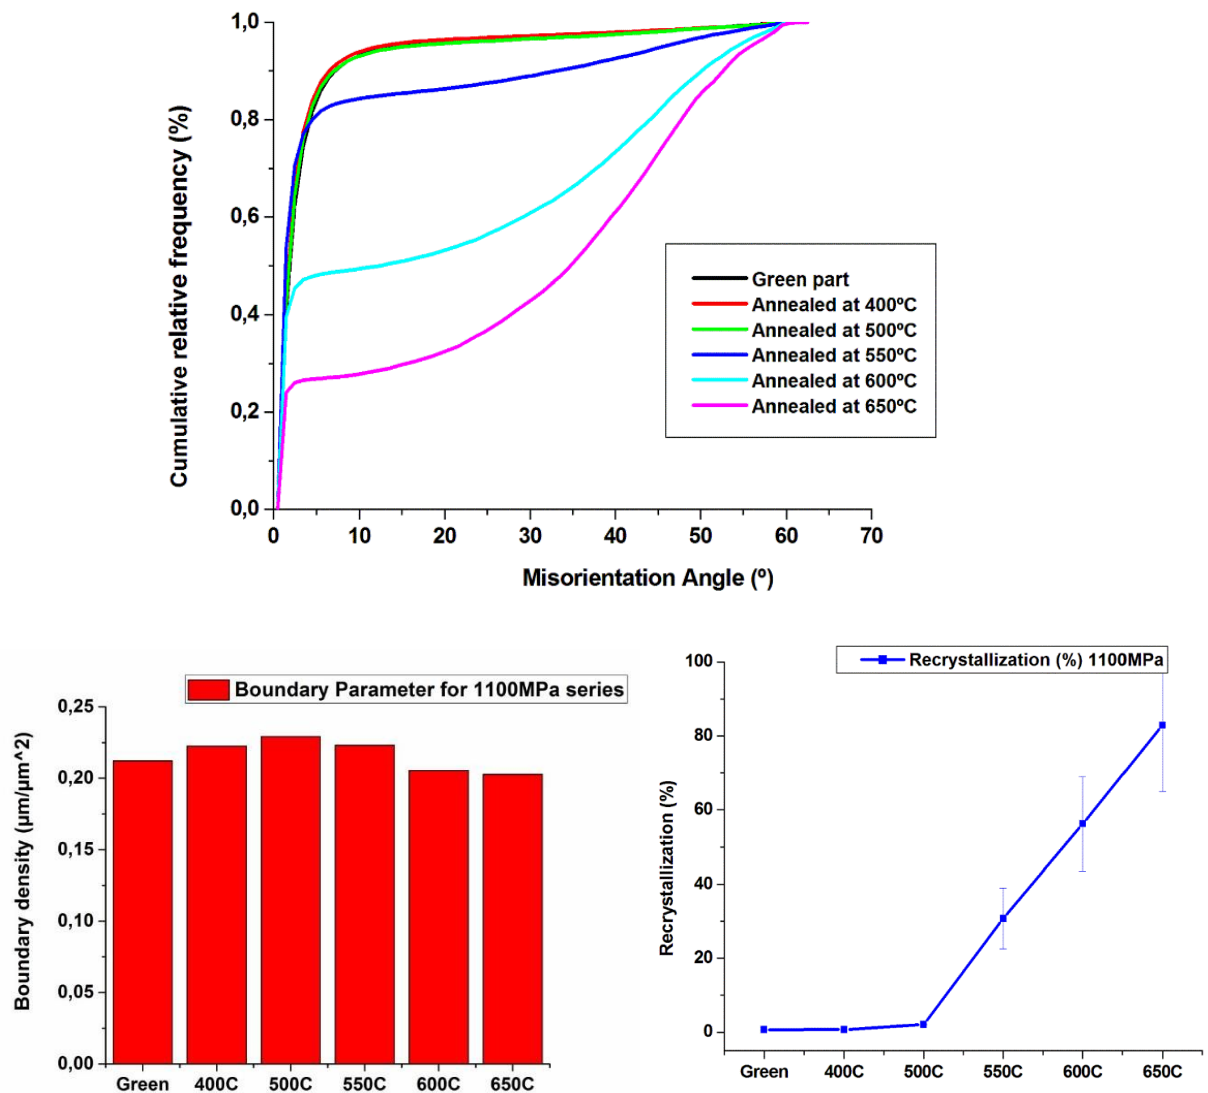 Cumulative relative frequency (%)
1,0
0,8
0,6
0,4
0,2
0,0
0 10 20 30 40 50 60 70
Misorientation Angle (º)
Green part
Annealed at 400ºC
Annealed at 500ºC
Annealed at 550ºC
Annealed at 600ºC
Annealed at 650ºC
Boundary Parameter for 1100MPa series
Boundary density (µm/µm^2)
0,25
0,20
0,15
0,10
0,05
0,00
Green 400C 500C 550C 600C 650C
Recrystallization (%) 1100MPa
Recrystallization (%)
100
80
60
40
20
0
Green 400C 500C 550C 600C 650C